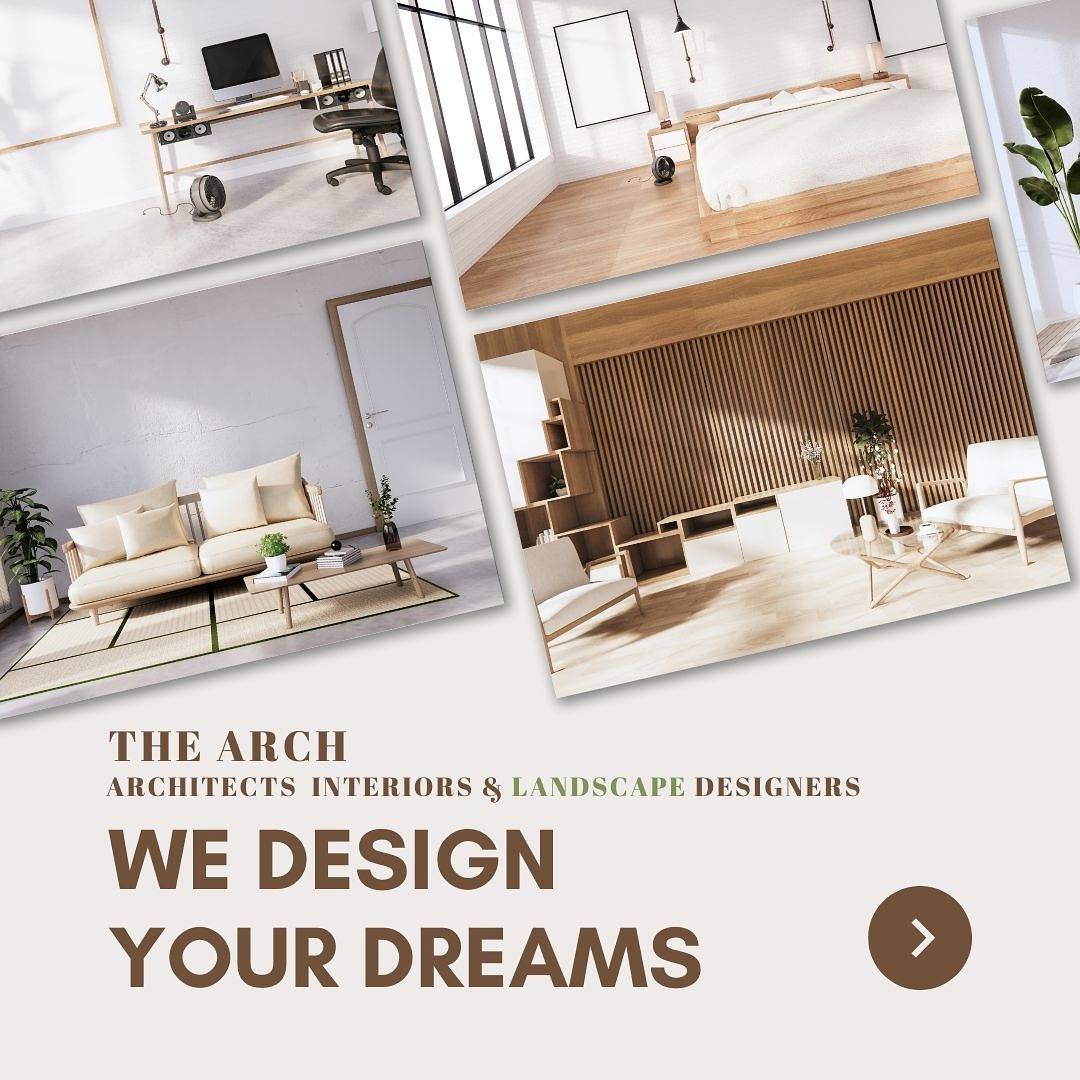 THE ARCH
ARCHITECTS INTERIORS & LANDSCAPE DESIGNERS
WE DESIGN
YOUR DREAMS